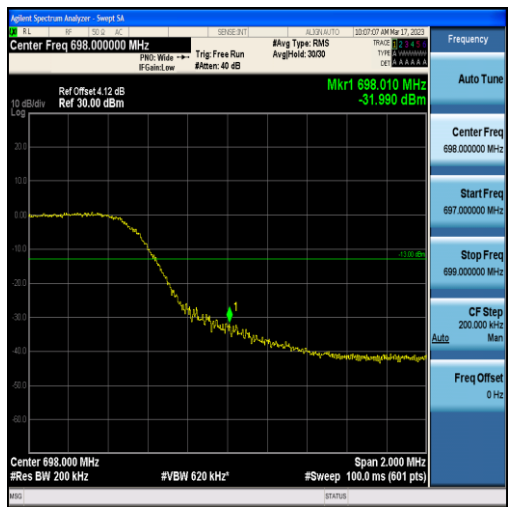 Agilent Spectrum Analyzer - Swept SA
RL RF 50 Ω AC SENSE:INT ALIGN AUTO 10:07:07 AM Mar 17, 2023
Center Freq 698.000000 MHz
PNO: Wide
IFGain:Low
Trig: Free Run
#Atten: 40 dB
#Avg Type: RMS
Avg|Hold: 30/30
TRACE 1 2 3 4 5 6
TYPE A
DET A A A A A A
Ref Offset 4.12 dB
Ref 30.00 dBm
10 dB/div
Log
Mkr1 698.010 MHz
-31.990 dBm
20.0
10.0
0.00
-10.0
-20.0
-30.0
-40.0
-50.0
-60.0
-13.00 dBm
1
Center 698.000 MHz
#Res BW 200 kHz
#VBW 620 kHz*
Span 2.000 MHz
#Sweep 100.0 ms (601 pts)
MSG
STATUS
Frequency
Auto Tune
Center Freq
698.000000 MHz
Start Freq
697.000000 MHz
Stop Freq
699.000000 MHz
CF Step
200.000 kHz
Auto Man
Freq Offset
0 Hz